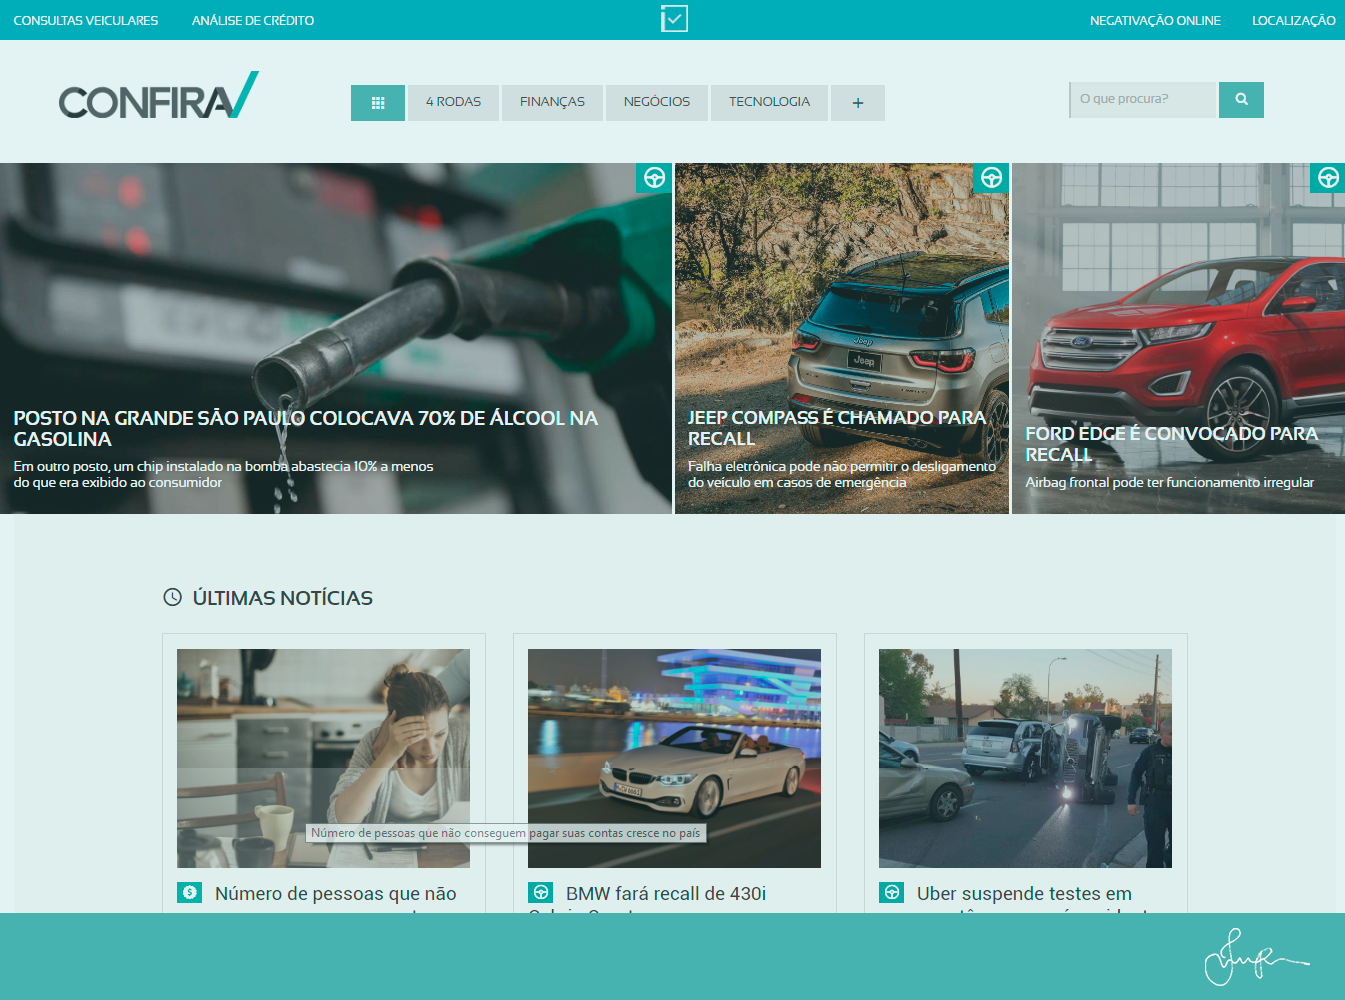 CONSULTAS VEICULARES
ANÁLISE DE CRÉDITO
NEGATIVAÇÃO ONLINE
LOCALIZAÇÃO
CONFIRA
4 RODAS
FINANÇAS
NEGÓCIOS
TECNOLOGIA
+
O que procura?
POSTO NA GRANDE SÃO PAULO COLOCAVA 70% DE ÁLCOOL NA
GASOLINA
Em outro posto, um chip instalado na bomba abastecia 10% a menos
do que era exibido ao consumidor
Jeep
Jeep
JEEP COMPASS É CHAMADO PARA
RECALL
Falha eletrônica pode não permitir o desligamento
do veículo em casos de emergência
Ford
FORD EDGE É CONVOCADO PARA
RECALL
Airbag frontal pode ter funcionamento irregular
ÚLTIMAS NOTÍCIAS
Número de pessoas que não conseguem pagar suas contas cresce no país
Número de pessoas que não
BMW fará recall de 430i
Uber suspende testes em